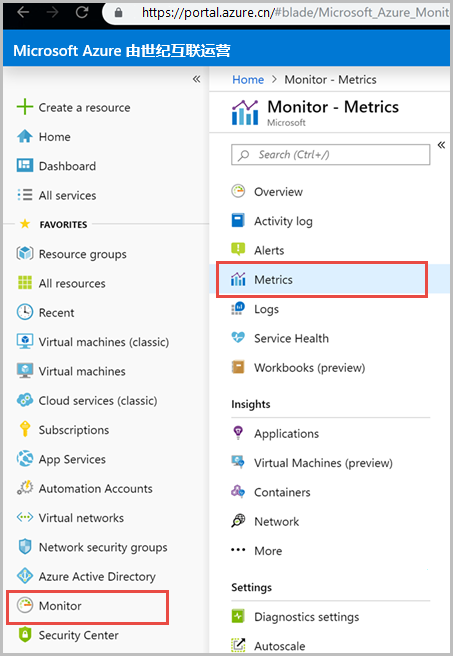 https://portal.azure.cn/#blade/Microsoft_Azure_Monito
Microsoft Azure 由世纪互联运营
«
Create a resource
Home
Dashboard
All services
FAVORITES
Resource groups
All resources
Recent
Virtual machines (classic)
Virtual machines
Cloud services (classic)
Subscriptions
App Services
Automation Accounts
Virtual networks
Network security groups
Azure Active Directory
Monitor
Security Center
Home > Monitor - Metrics
Monitor - Metrics
Microsoft
Search (Ctrl+/)
«
Overview
Activity log
Alerts
Metrics
Logs
Service Health
Workbooks (preview)
Insights
Applications
Virtual Machines (preview)
Containers
Network
More
Settings
Diagnostics settings
Autoscale